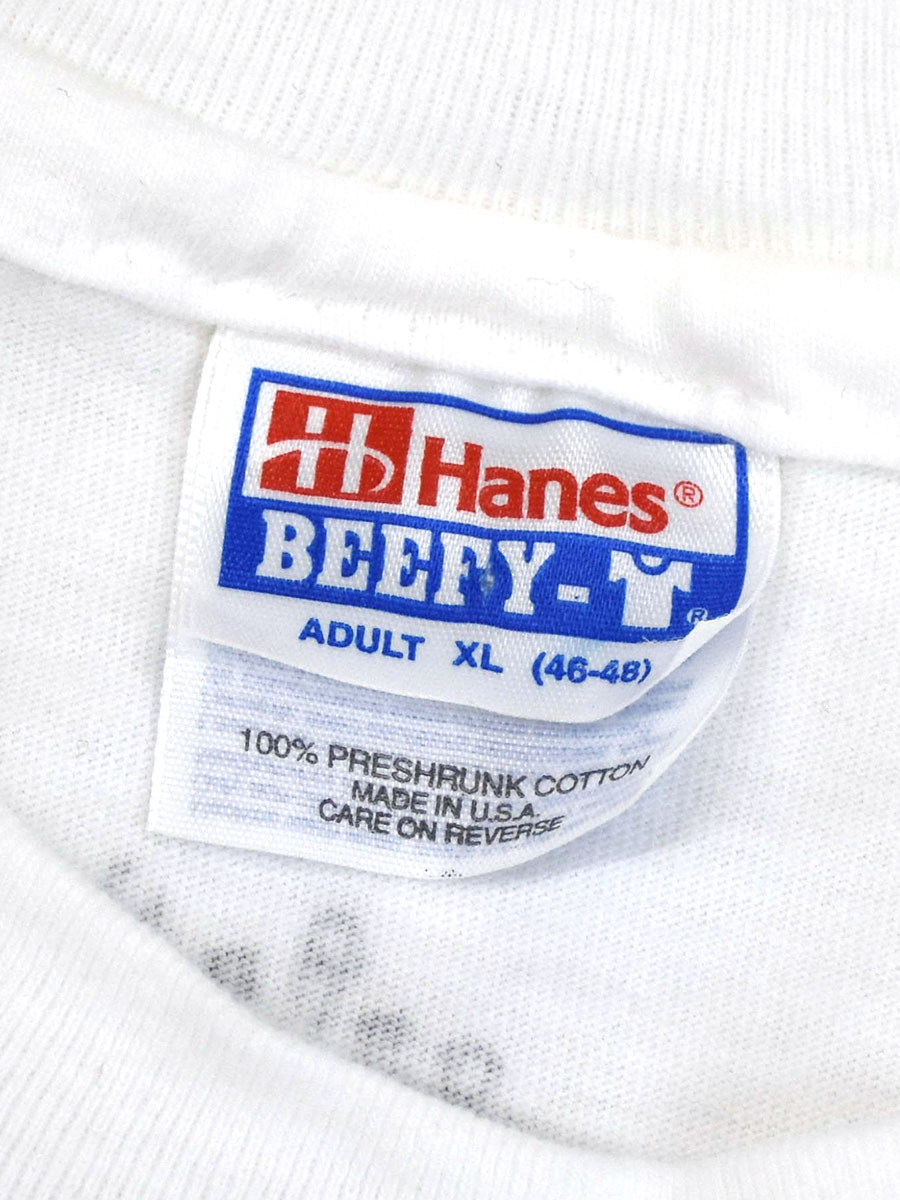 Hanes®
BEEFY-T®
ADULT XL (46-48)
100% PRESHRUNK COTTON
MADE IN U.S.A.
CARE ON REVERSE